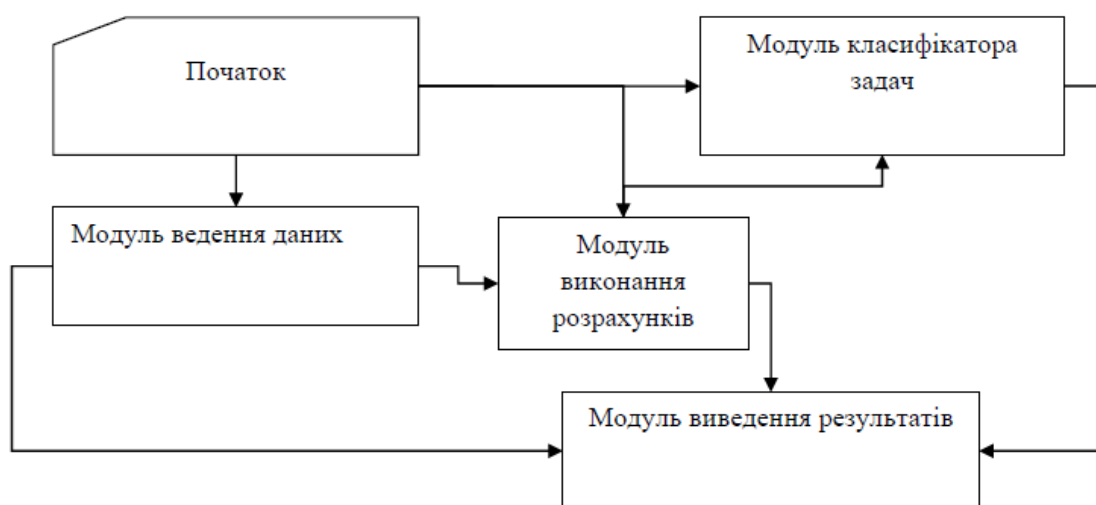 Початок
Модуль класифікатора
задач
Модуль ведення даних
Модуль
виконання
розрахунків
Модуль виведення результатів